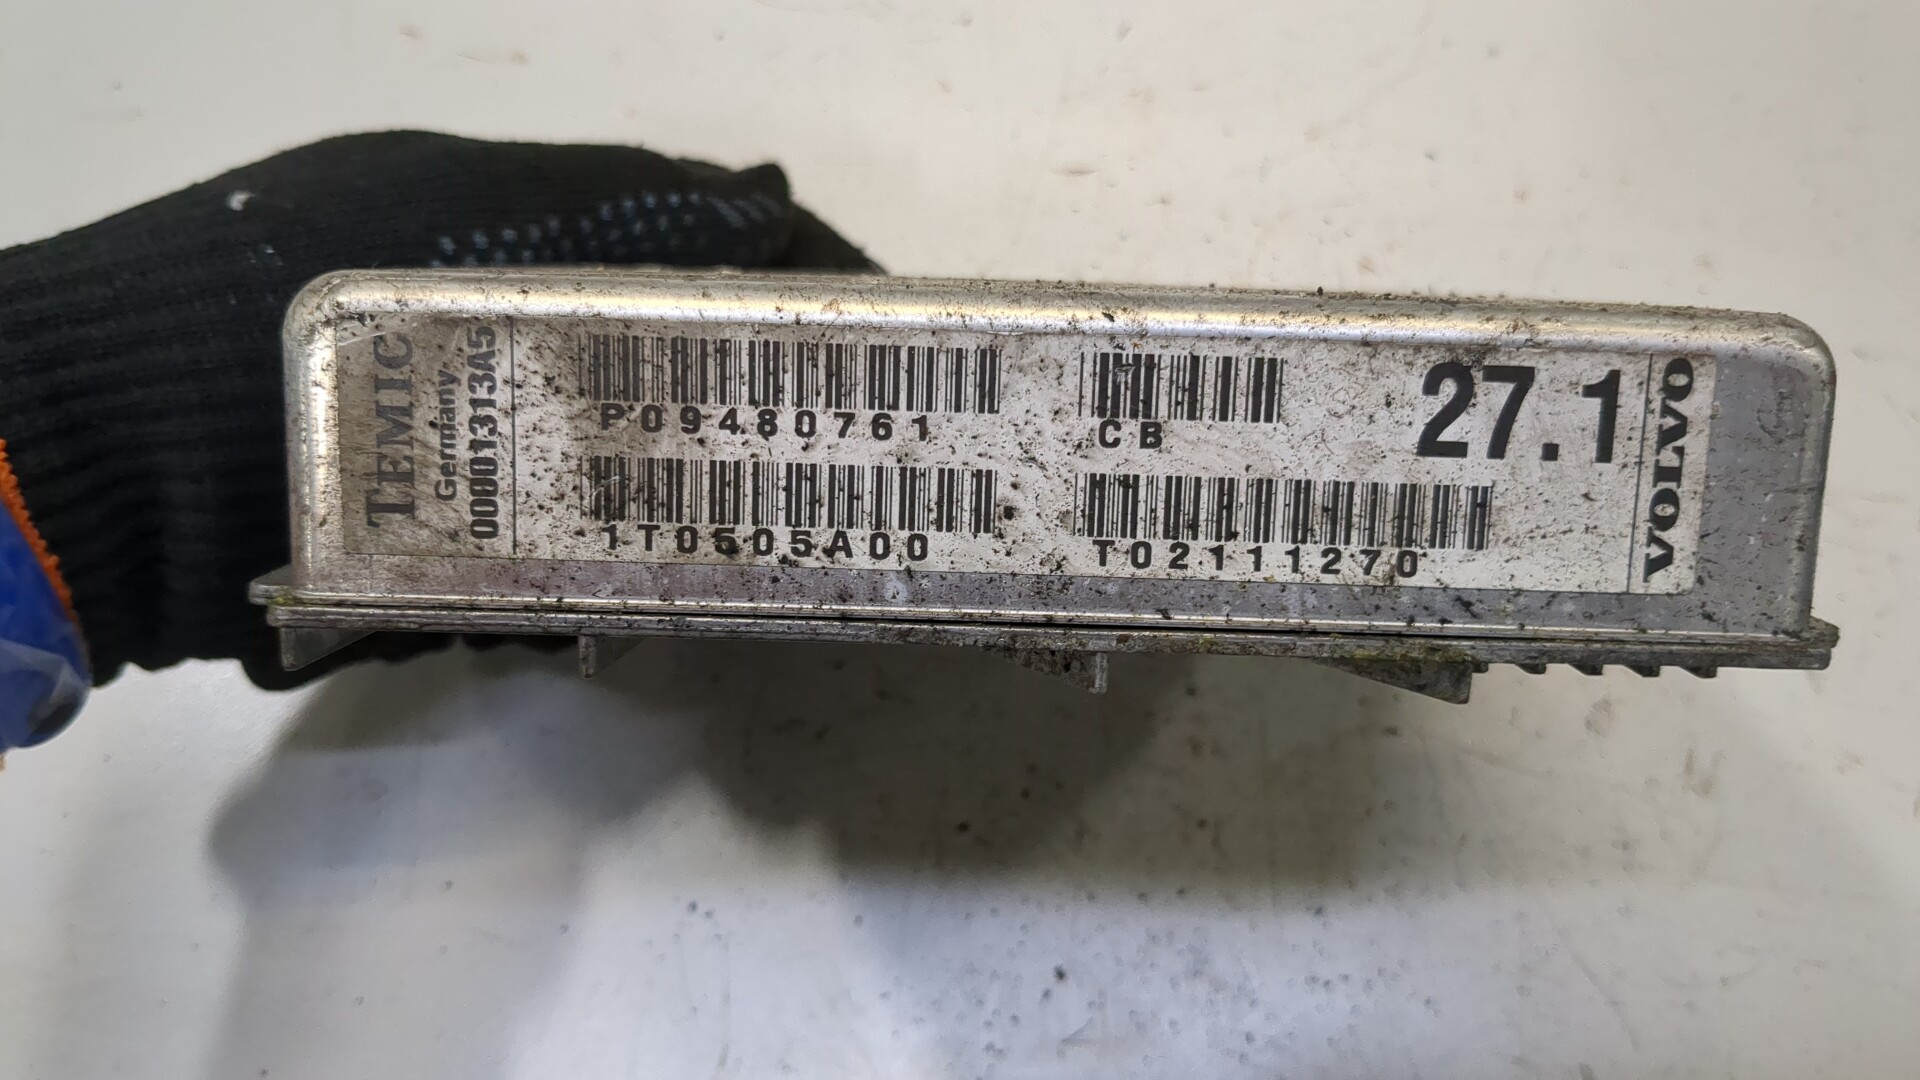 TEMIC
Germany
00001313A5
P09480761
CB
27.1
1T0505A00
T02111270
VOLVO